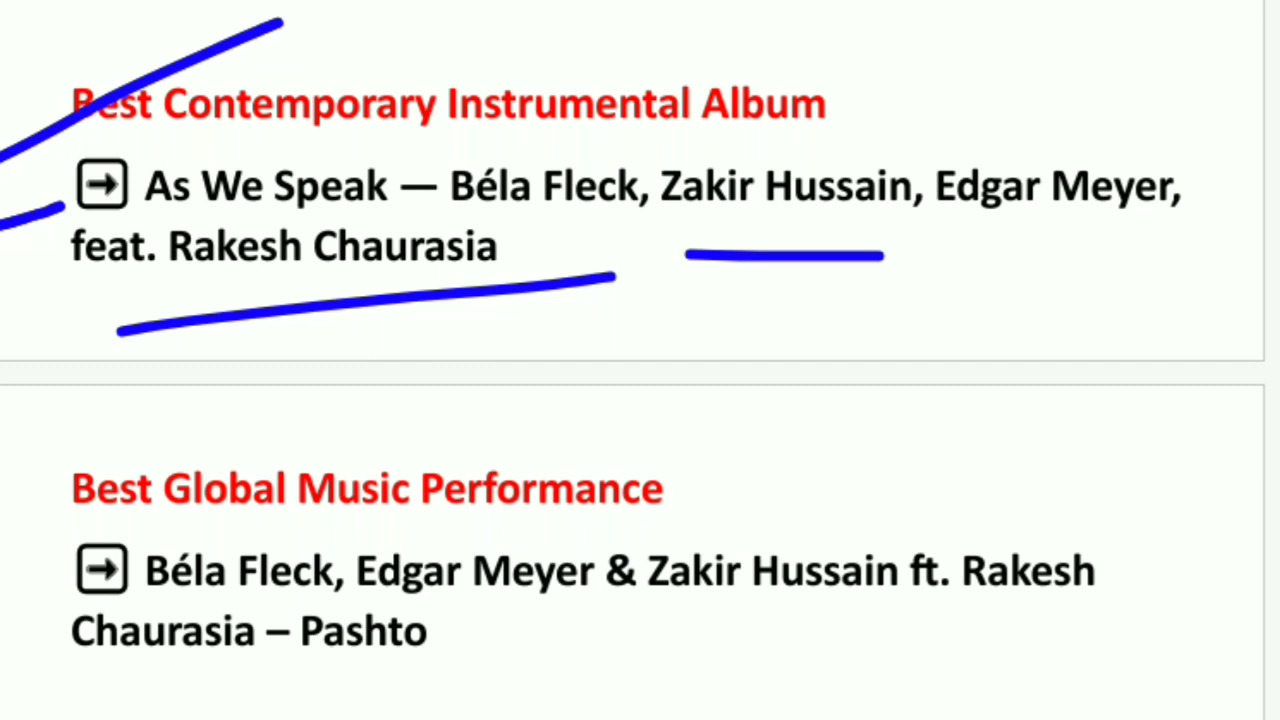 Best Contemporary Instrumental Album
➡ As We Speak — Béla Fleck, Zakir Hussain, Edgar Meyer,
feat. Rakesh Chaurasia
Best Global Music Performance
➡ Béla Fleck, Edgar Meyer & Zakir Hussain ft. Rakesh
Chaurasia – Pashto